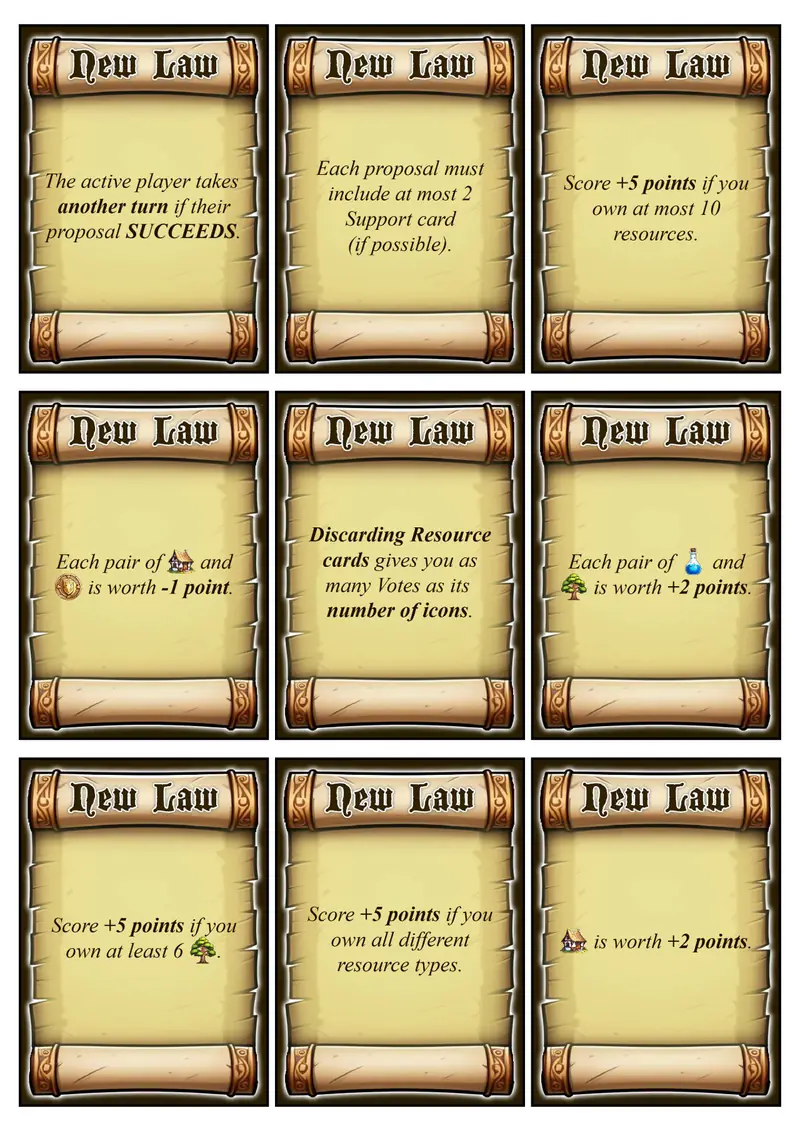 New Law
The active player takes
another turn if their
proposal SUCCEEDS.
New Law
Each proposal must
include at most 2
Support card
(if possible).
New Law
Score +5 points if you
own at most 10
resources.
New Law
Each pair of and
is worth -1 point.
New Law
Discarding Resource
cards gives you as
many Votes as its
number of icons.
New Law
Each pair of and
is worth +2 points.
New Law
Score +5 points if you
own at least 6 .
New Law
Score +5 points if you
own all different
resource types.
New Law
is worth +2 points.